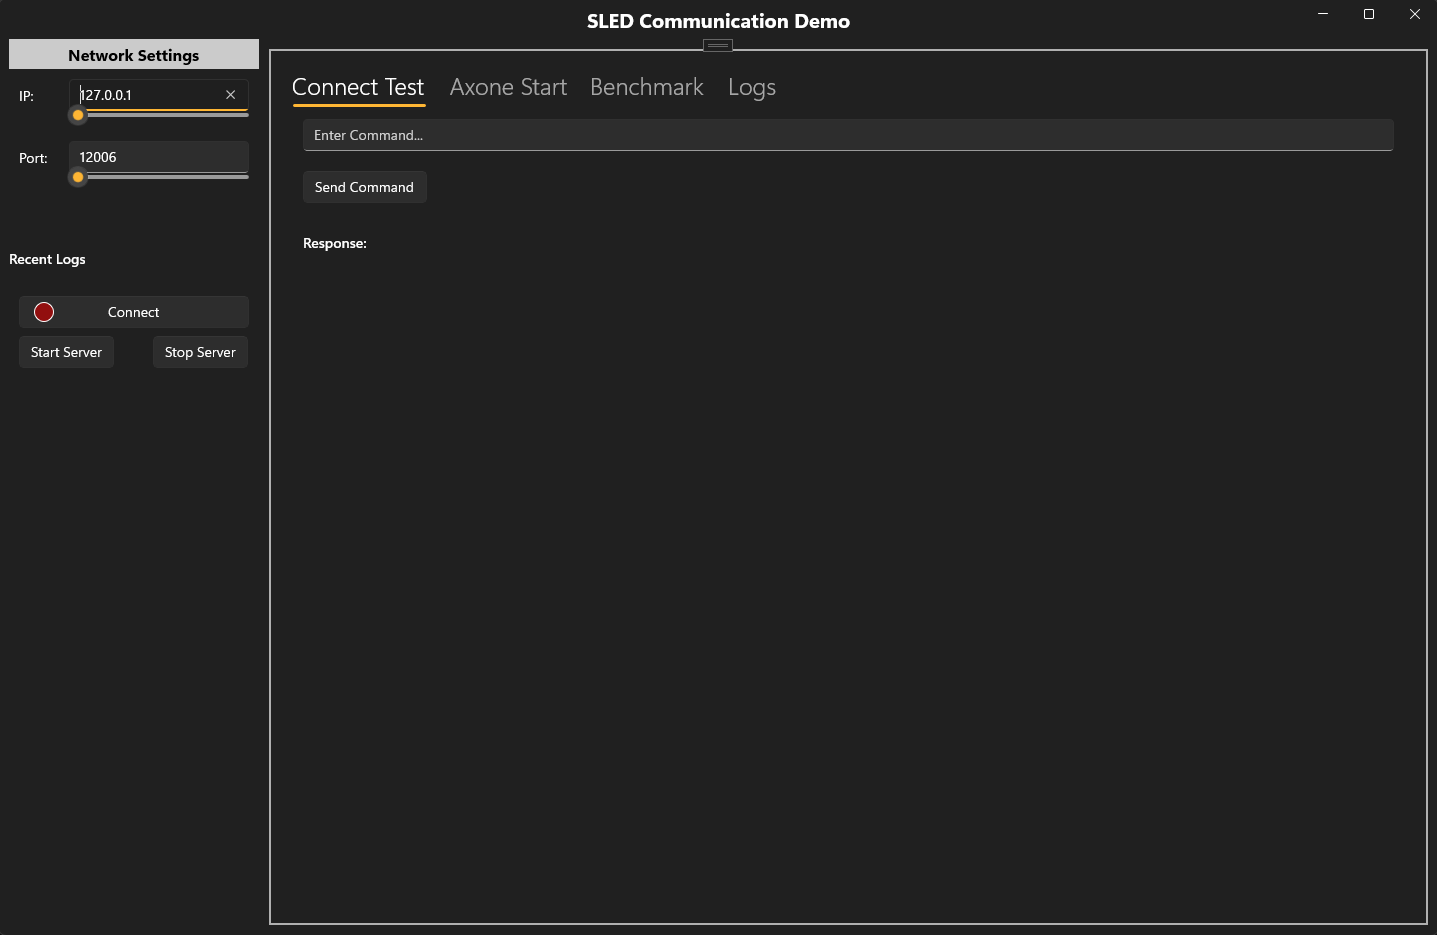 SLED Communication Demo
Network Settings
IP: 127.0.0.1
Port: 12006
Recent Logs
Connect
Start Server Stop Server
Connect Test Axone Start Benchmark Logs
Enter Command...
Send Command
Response: